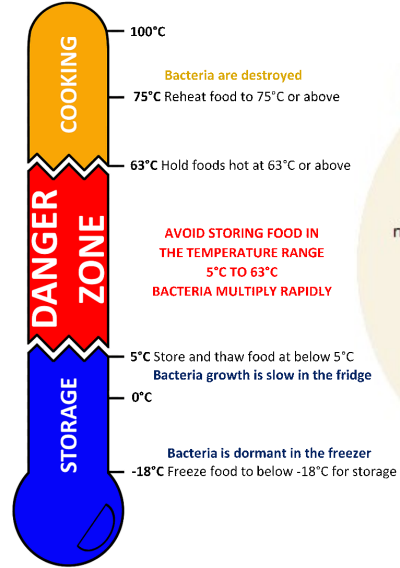 COOKING
100°C
Bacteria are destroyed
75°C Reheat food to 75°C or above
63°C Hold foods hot at 63°C or above
DANGER
ZONE
AVOID STORING FOOD IN
THE TEMPERATURE RANGE
5°C TO 63°C
BACTERIA MULTIPLY RAPIDLY
5°C Store and thaw food at below 5°C
Bacteria growth is slow in the fridge
0°C
STORAGE
Bacteria is dormant in the freezer
-18°C Freeze food to below -18°C for storage